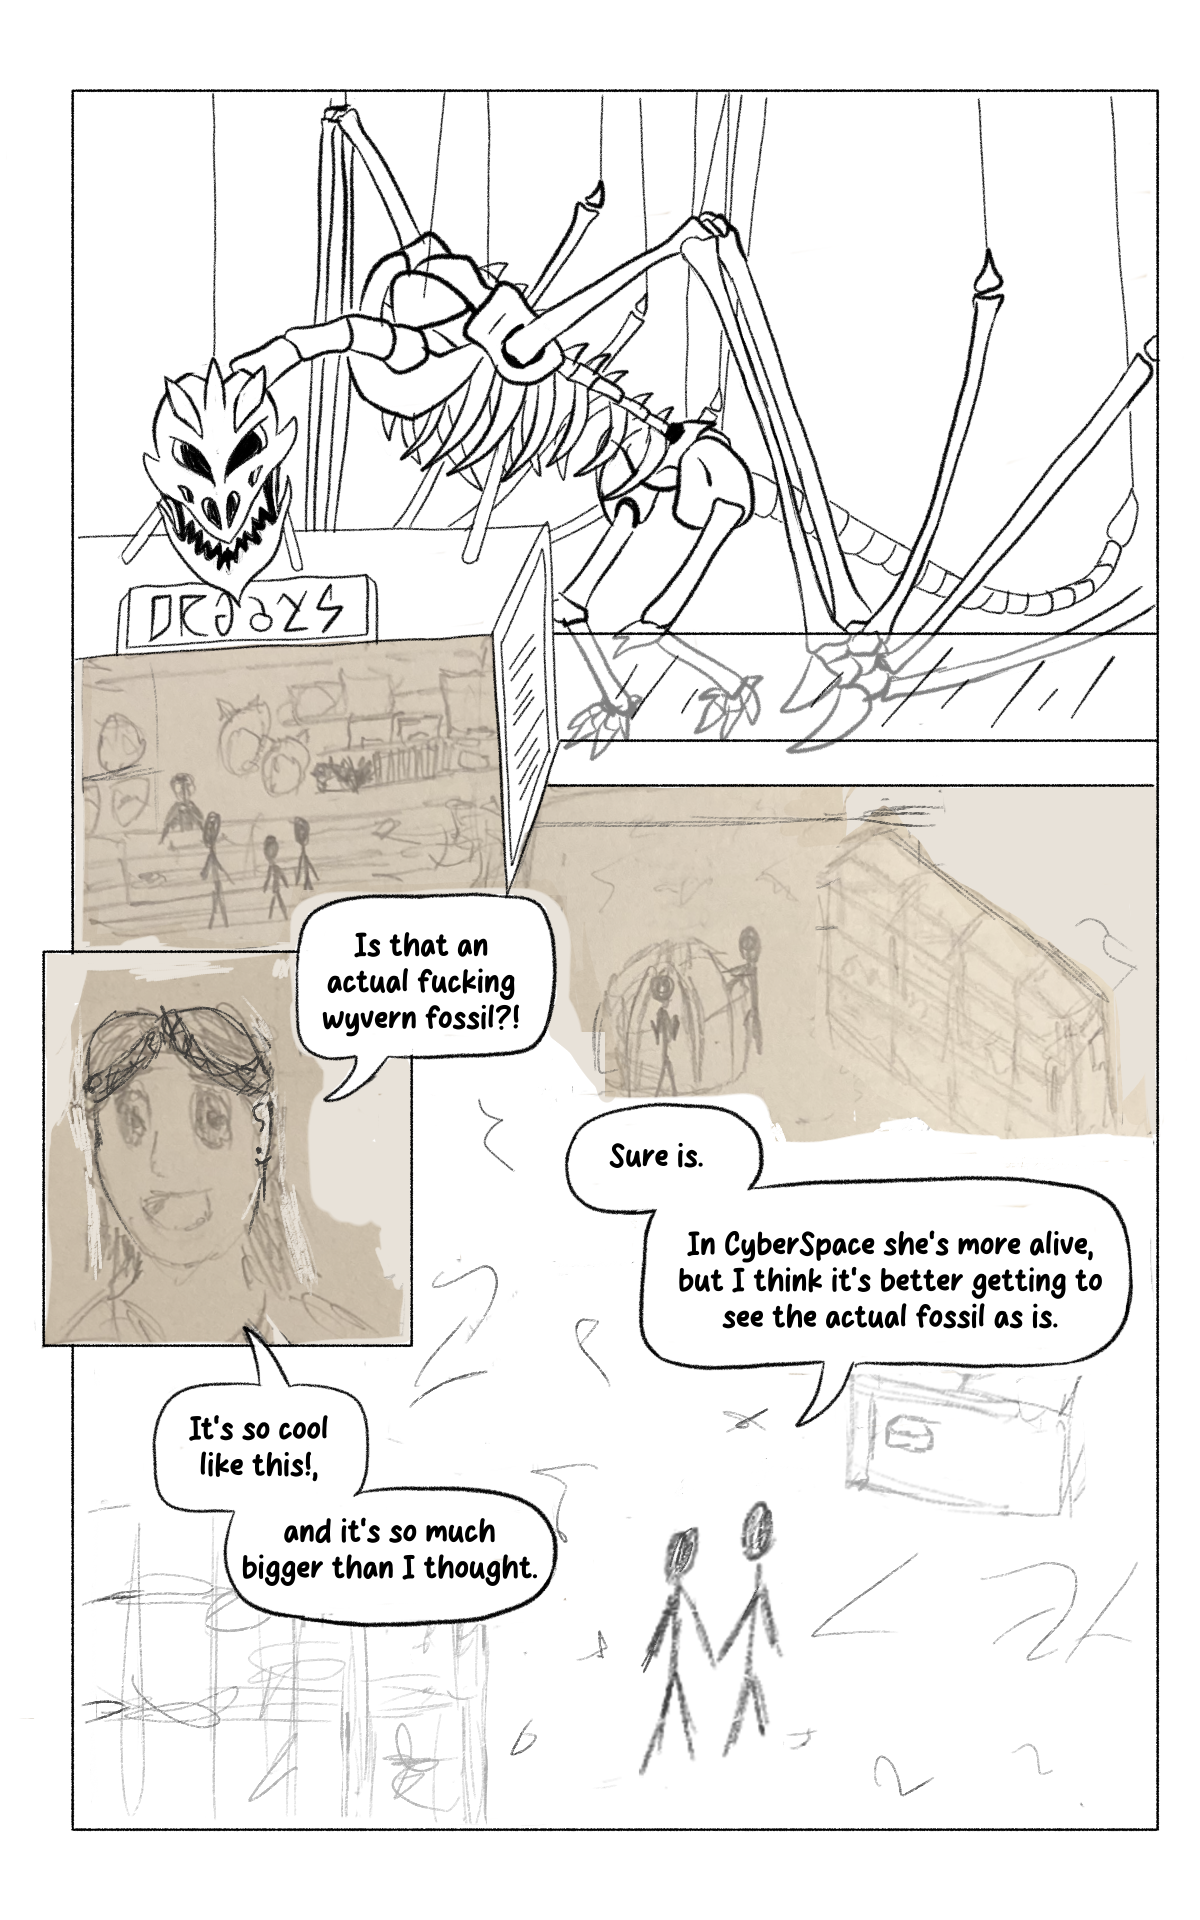 Is that an
actual fucking
wyvern fossil?!
Sure is.
In CyberSpace she's more alive,
but I think it's better getting to
see the actual fossil as is.
It's so cool
like this!,
and it's so much
bigger than I thought.